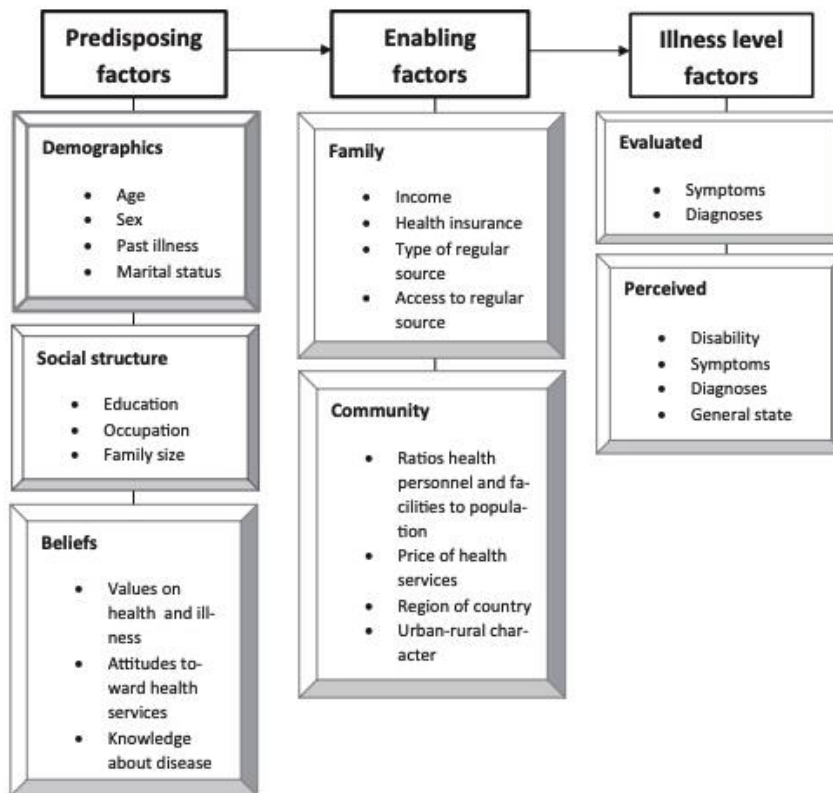 Predisposing
factors
Enabling
factors
Illness level
factors
Demographics
• Age
• Sex
• Past illness
• Marital status
Social structure
• Education
• Occupation
• Family size
Beliefs
• Values on
health and ill-
ness
• Attitudes to-
ward health
services
• Knowledge
about disease
Family
• Income
• Health insurance
• Type of regular
source
• Access to regular
source
Community
• Ratios health
personnel and fa-
cilities to popula-
tion
• Price of health
services
• Region of country
• Urban-rural char-
acter
Evaluated
• Symptoms
• Diagnoses
Perceived
• Disability
• Symptoms
• Diagnoses
• General state